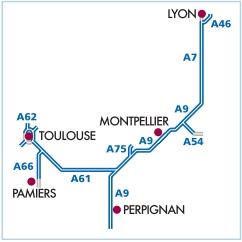 LYON
A46
A7
A62
MONTPELLIER
A9
TOULOUSE
A75
A9
A54
A66
A61
PAMIERS
A9
PERPIGNAN